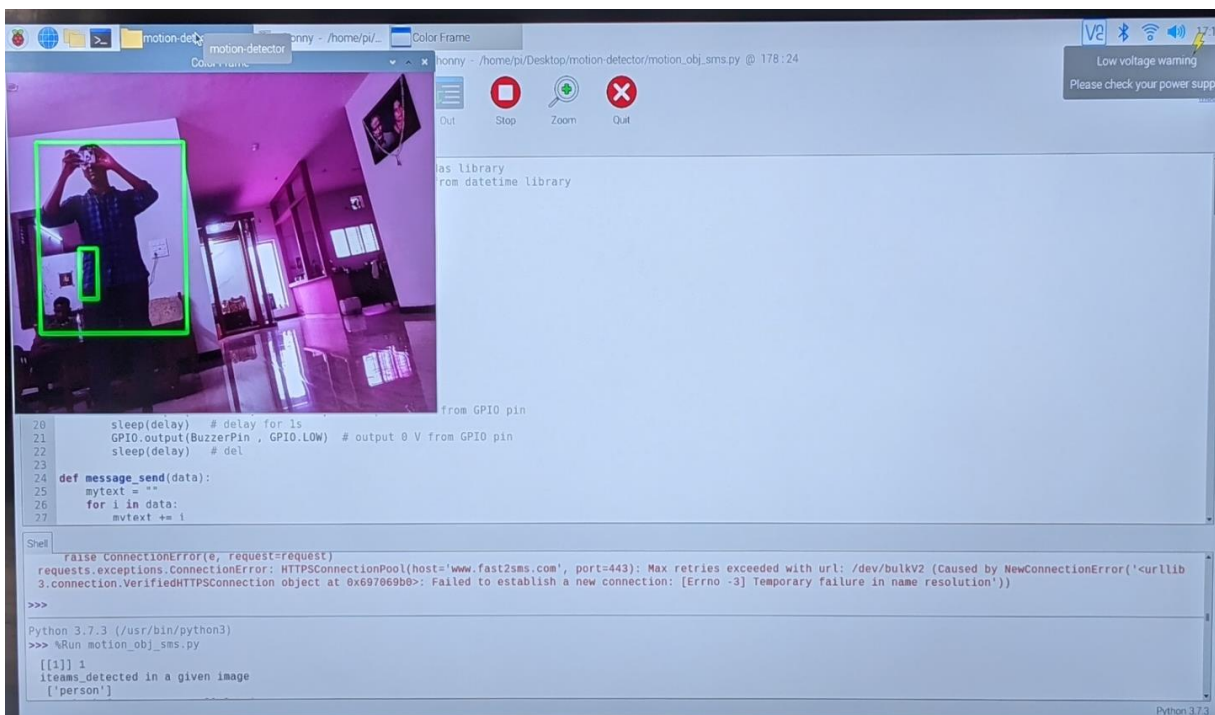 motion-det
onny - /home/pi/_
Color Frame
V2
motion-detector
Low voltage warning
Please check your power supp
honny - /home/pi/Desktop/motion-detector/motion_obj_sms.py @ 178:24
Out
Stop
Zoom
Quit
as library
from datetime library
from GPIO pin
20 sleep(delay) # delay for 1s
21 GPIO.output(BuzzerPin , GPIO.LOW) # output 0 V from GPIO pin
22 sleep(delay) # del
23
24 def message_send(data):
25 mytext = ""
26 for i in data:
27 mytext += i
Shell
raise ConnectionError(e, request=request)
requests.exceptions.ConnectionError: HTTPSConnectionPool(host='www.fast2sms.com', port=443): Max retries exceeded with url: /dev/bulkV2 (Caused by NewConnectionError('<urllib
3.connection.VerifiedHTTPSConnection object at 0x697069b0>: Failed to establish a new connection: [Errno -3] Temporary failure in name resolution'))
>>>
Python 3.7.3 (/usr/bin/python3)
>>> %Run motion_obj_sms.py
[[1]] 1
iteams_detected in a given image
['person']
Python 3.7.3